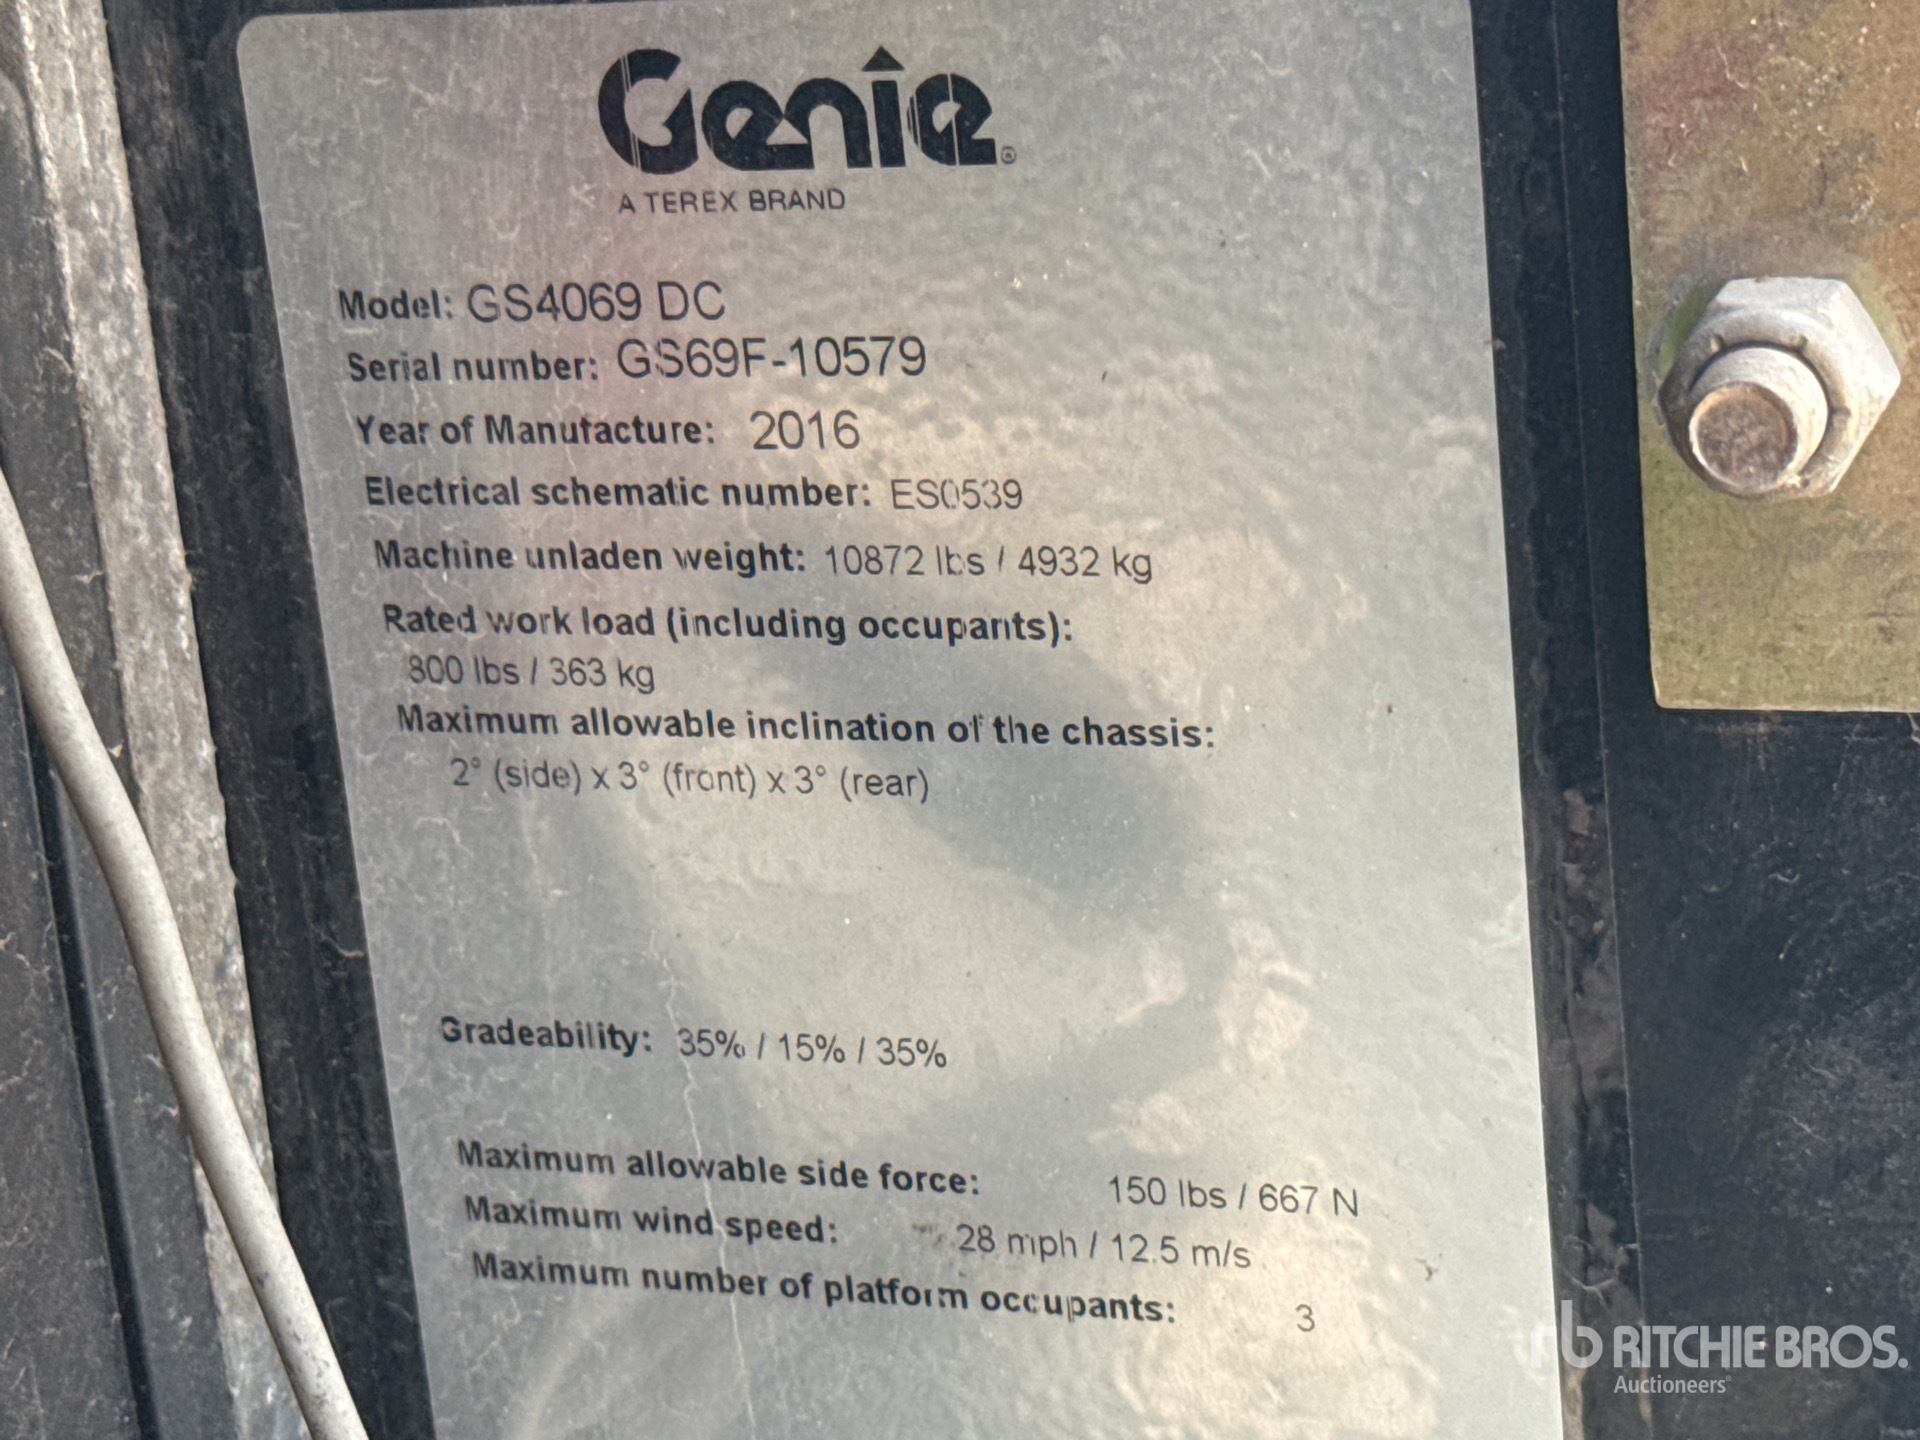 Genie®
A TEREX BRAND
Model: GS4069 DC
Serial number: GS69F-10579
Year of Manufacture: 2016
Electrical schematic number: ES0539
Machine unladen weight: 10872 lbs / 4932 kg
Rated work load (including occupants):
800 lbs / 363 kg
Maximum allowable inclination of the chassis:
2° (side) x 3° (front) x 3° (rear)
Gradeability: 35% / 15% / 35%
Maximum allowable side force: 150 lbs / 667 N
Maximum wind speed: 28 mph / 12.5 m/s
Maximum number of platform occupants: 3
rb RITCHIE BROS.
Auctioneers